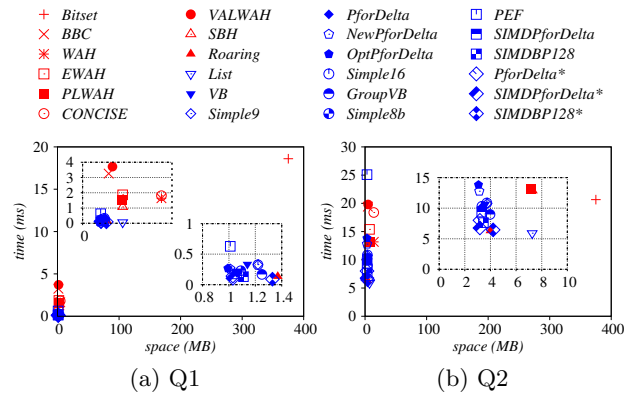 Bitset VALWAH PforDelta PEF
BBC SBH NewPforDelta SIMDPforDelta
WAH Roaring OptPforDelta SIMDBP128
EWAH List Simple16 PforDelta*
PLWAH VB GroupVB SIMDPforDelta*
CONCISE Simple9 Simple8b SIMDBP128*
20
15
10
5
0
0 100 200 300 400
time (ms)
space (MB)
4
3
2
1
0
0
1
0.5
0
0.8 1 1.2 1.4
(a) Q1
30
25
20
15
10
5
0
0 100 200 300 400
time (ms)
space (MB)
15
10
5
0
0 2 4 6 8 10
(b) Q2